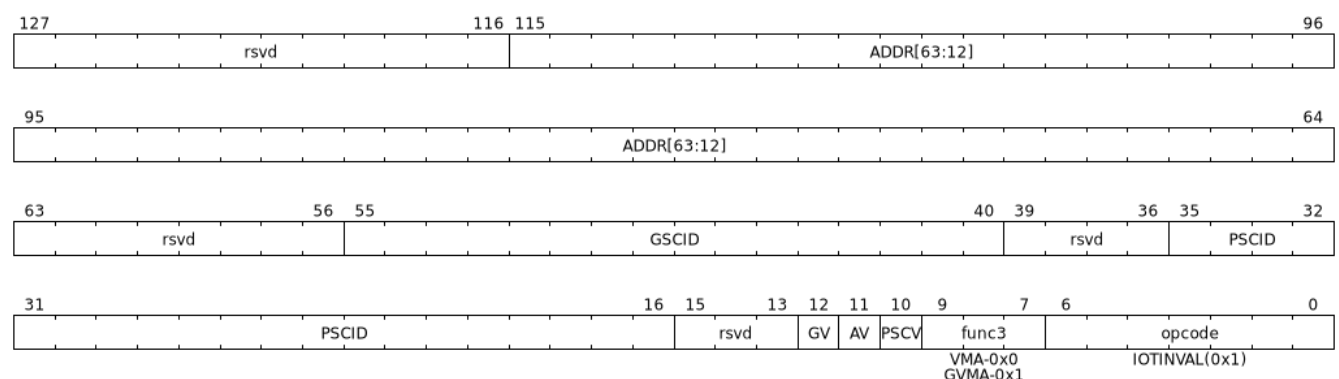 127 116 115 96
rsvd ADDR[63:12]
95 64
ADDR[63:12]
63 56 55 40 39 36 35 32
rsvd GSCID rsvd PSCID
31 16 15 13 12 11 10 9 7 6 0
PSCID rsvd GV AV PSCV func3 opcode
VMA-0x0 IOTINVAL(0x1)
GVMA-0x1